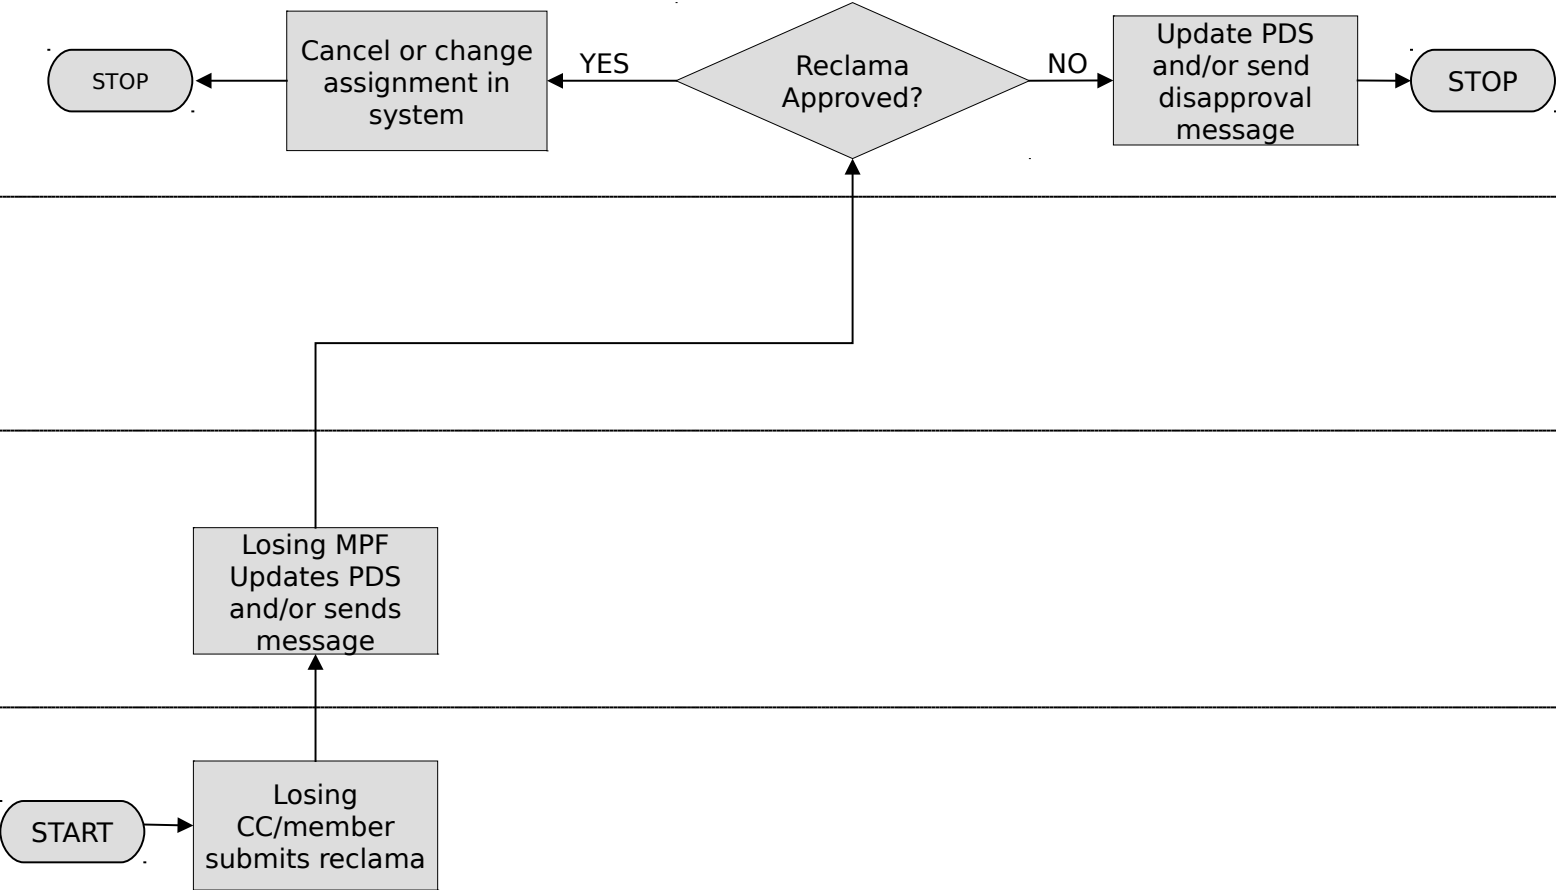 STOP
Cancel or change
assignment in
system
YES
Reclama
Approved?
NO
Update PDS
and/or send
disapproval
message
STOP
Losing MPF
Updates PDS
and/or sends
message
START
Losing
CC/member
submits reclama